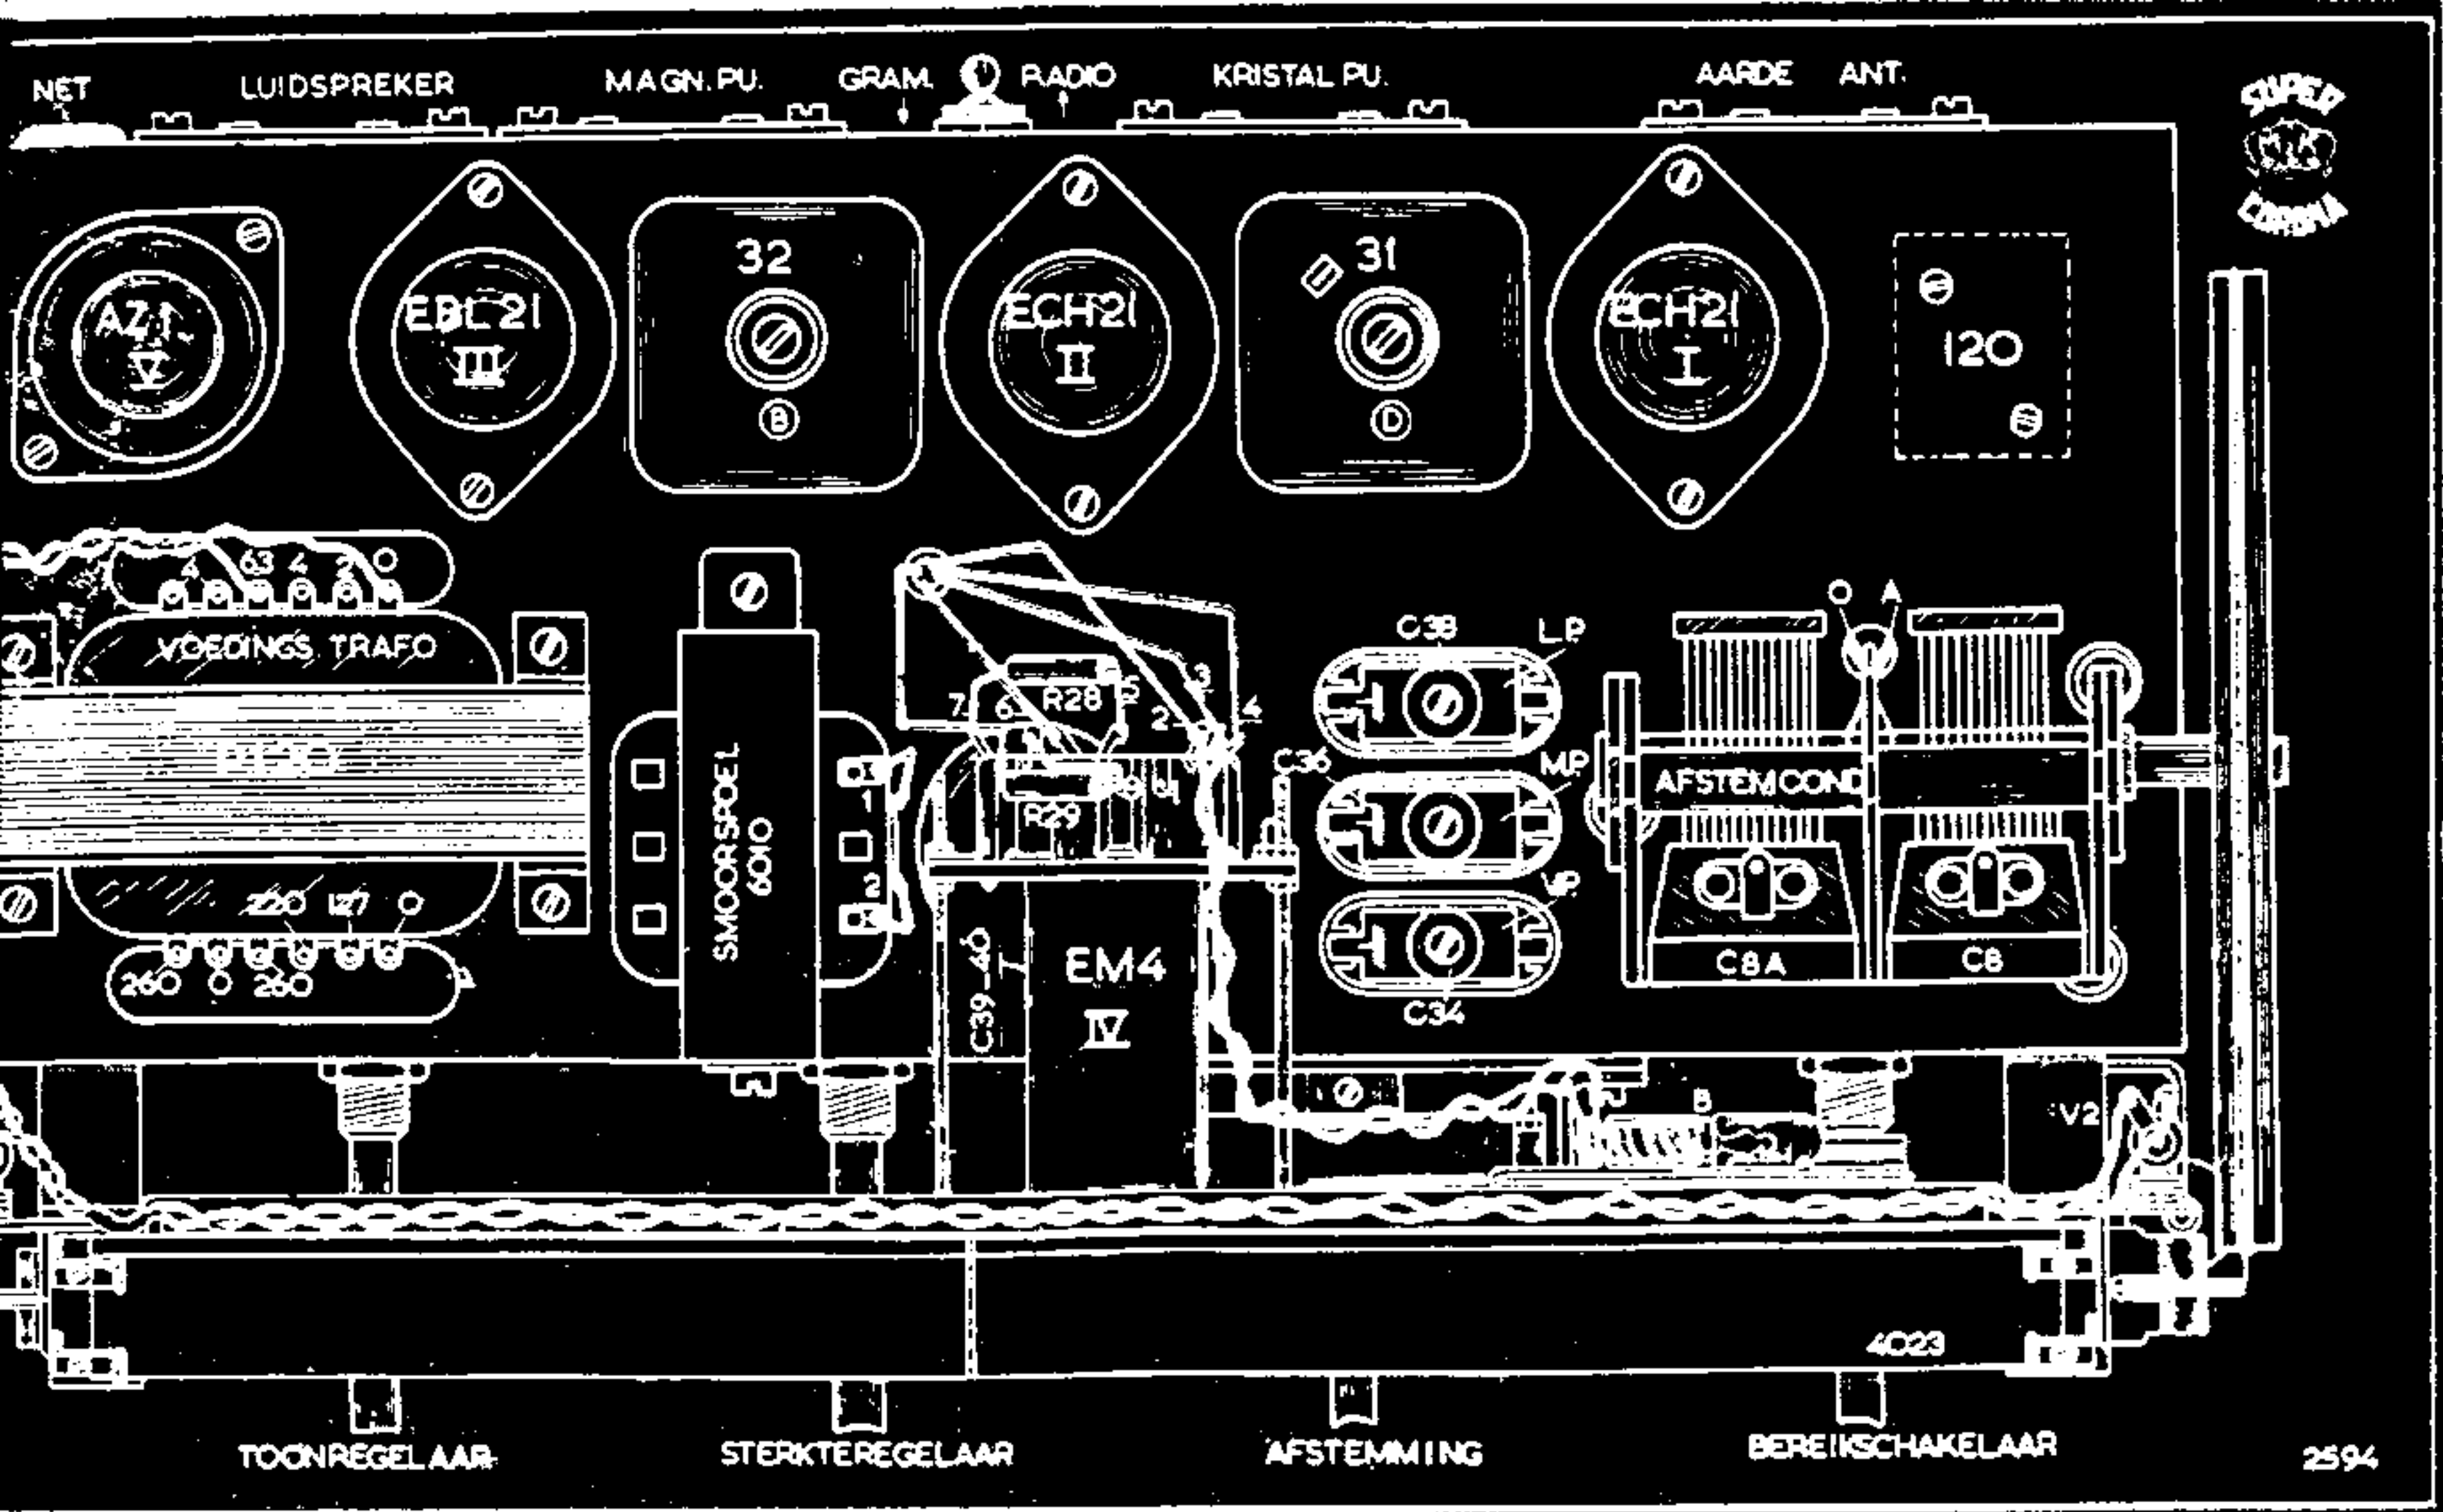 NET LUIDSPREKER MAGN. PU. GRAM. RADIO KRISTAL PU. AARDE ANT.
SUPER
MK
AZ1
V
EBL21
III
32
B
ECH21
II
31
D
ECH21
I
120
4 63 4 2 0
VOEDINGS TRAFO
220 127 0
260 0 260
SMOORSPOEL
6010
1
2
7 6 R28 5 3 2 4
R29
C39-40
EM4
IV
C38 L.P
C36 M.P
C34
O A
AFSTEMCOND
C8A C8
B
V2
4023
TOONREGELAAR STERKTEREGELAAR AFSTEMMING BEREIKSCHAKELAAR
2594